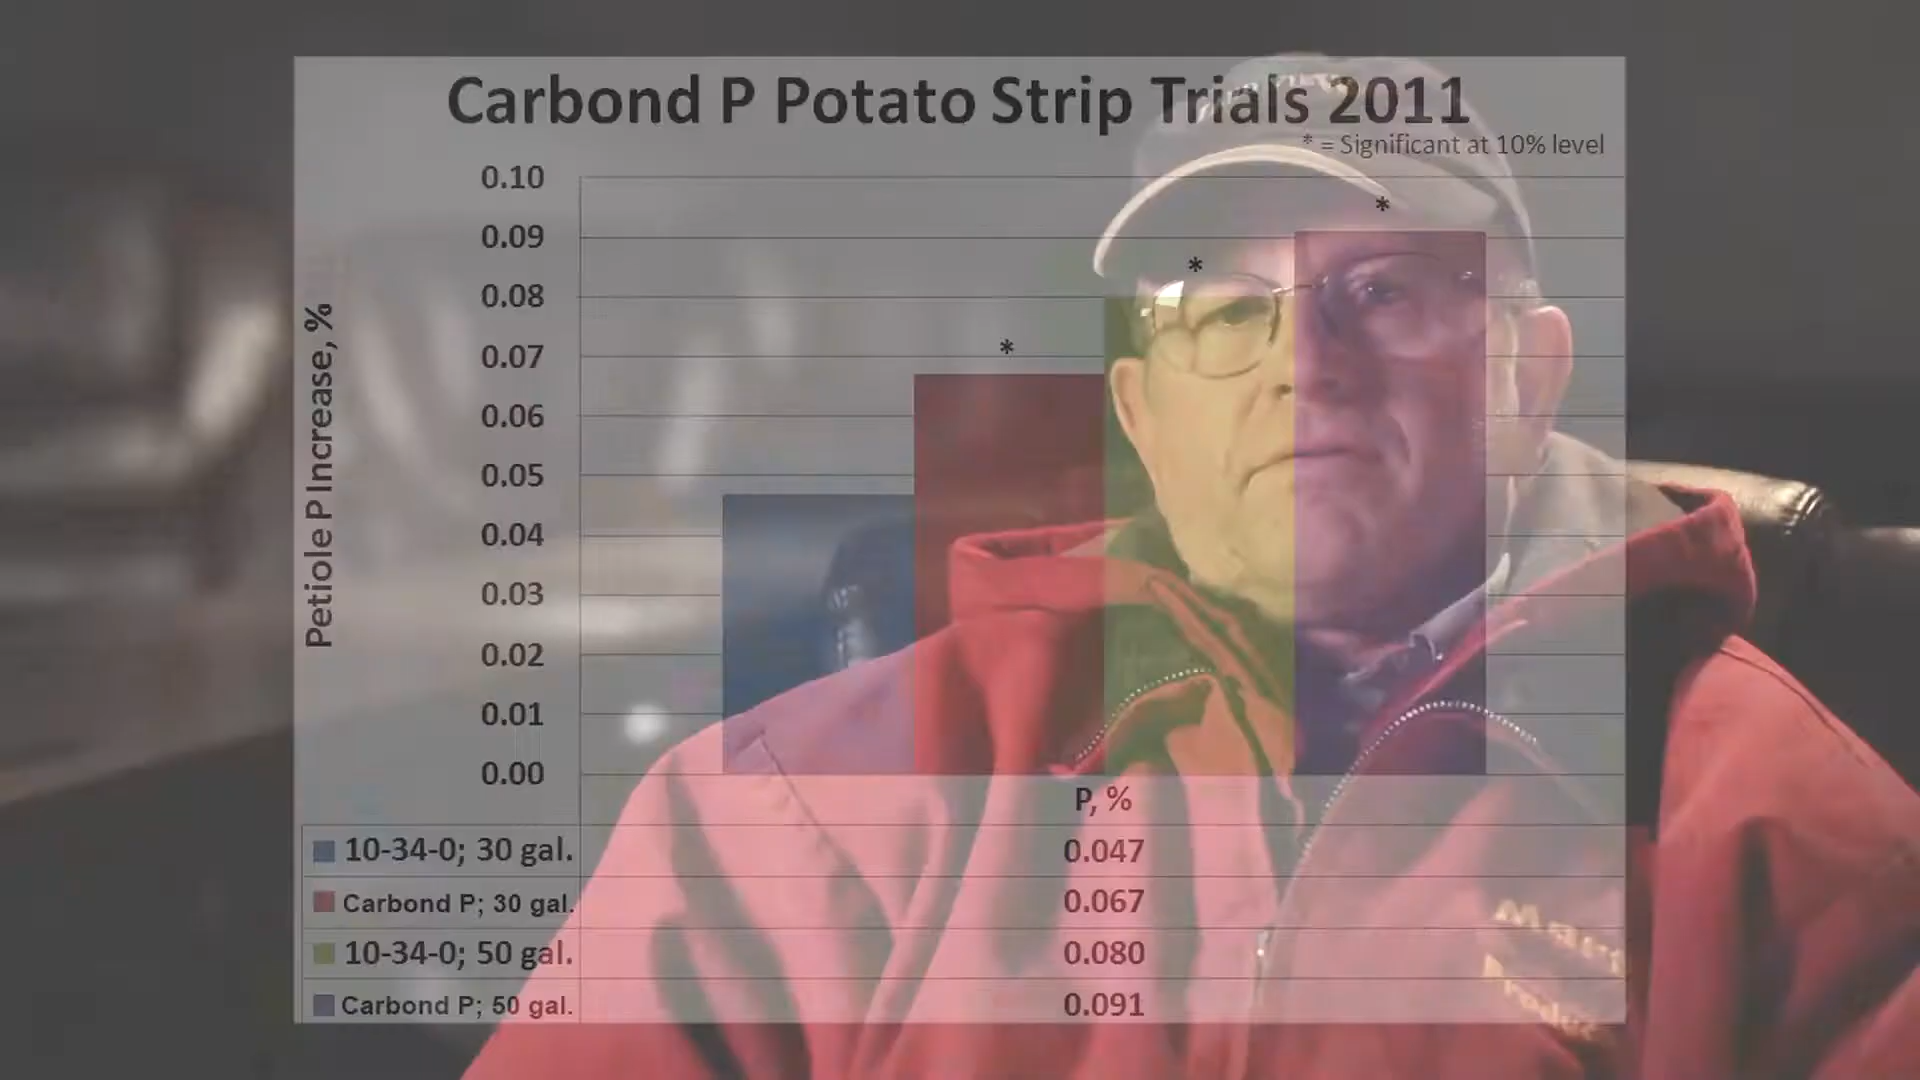 Carbond P Potato Strip Trials 2011
* = Significant at 10% level
0.10
0.09
0.08
0.07
0.06
0.05
0.04
0.03
0.02
0.01
0.00
Petiole P Increase, %
*
*
*
P, %
10-34-0; 30 gal. 0.047
Carbond P; 30 gal. 0.067
10-34-0; 50 gal. 0.080
Carbond P; 50 gal. 0.091